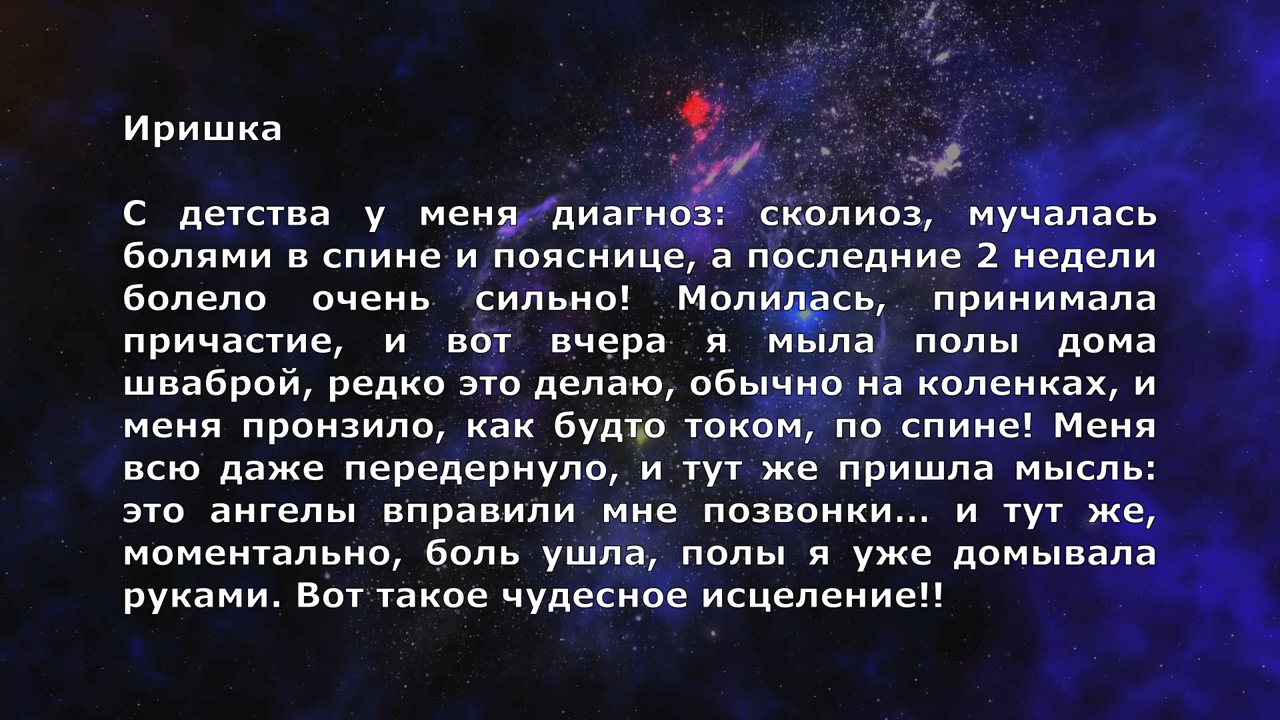 Иришка
С детства у меня диагноз: сколиоз, мучалась
болями в спине и пояснице, а последние 2 недели
болело очень сильно! Молилась, принимала
причастие, и вот вчера я мыла полы дома
шваброй, редко это делаю, обычно на коленках, и
меня пронзило, как будто током, по спине! Меня
всю даже передернуло, и тут же пришла мысль:
это ангелы вправили мне позвонки... и тут же,
моментально, боль ушла, полы я уже домывала
руками. Вот такое чудесное исцеление!!